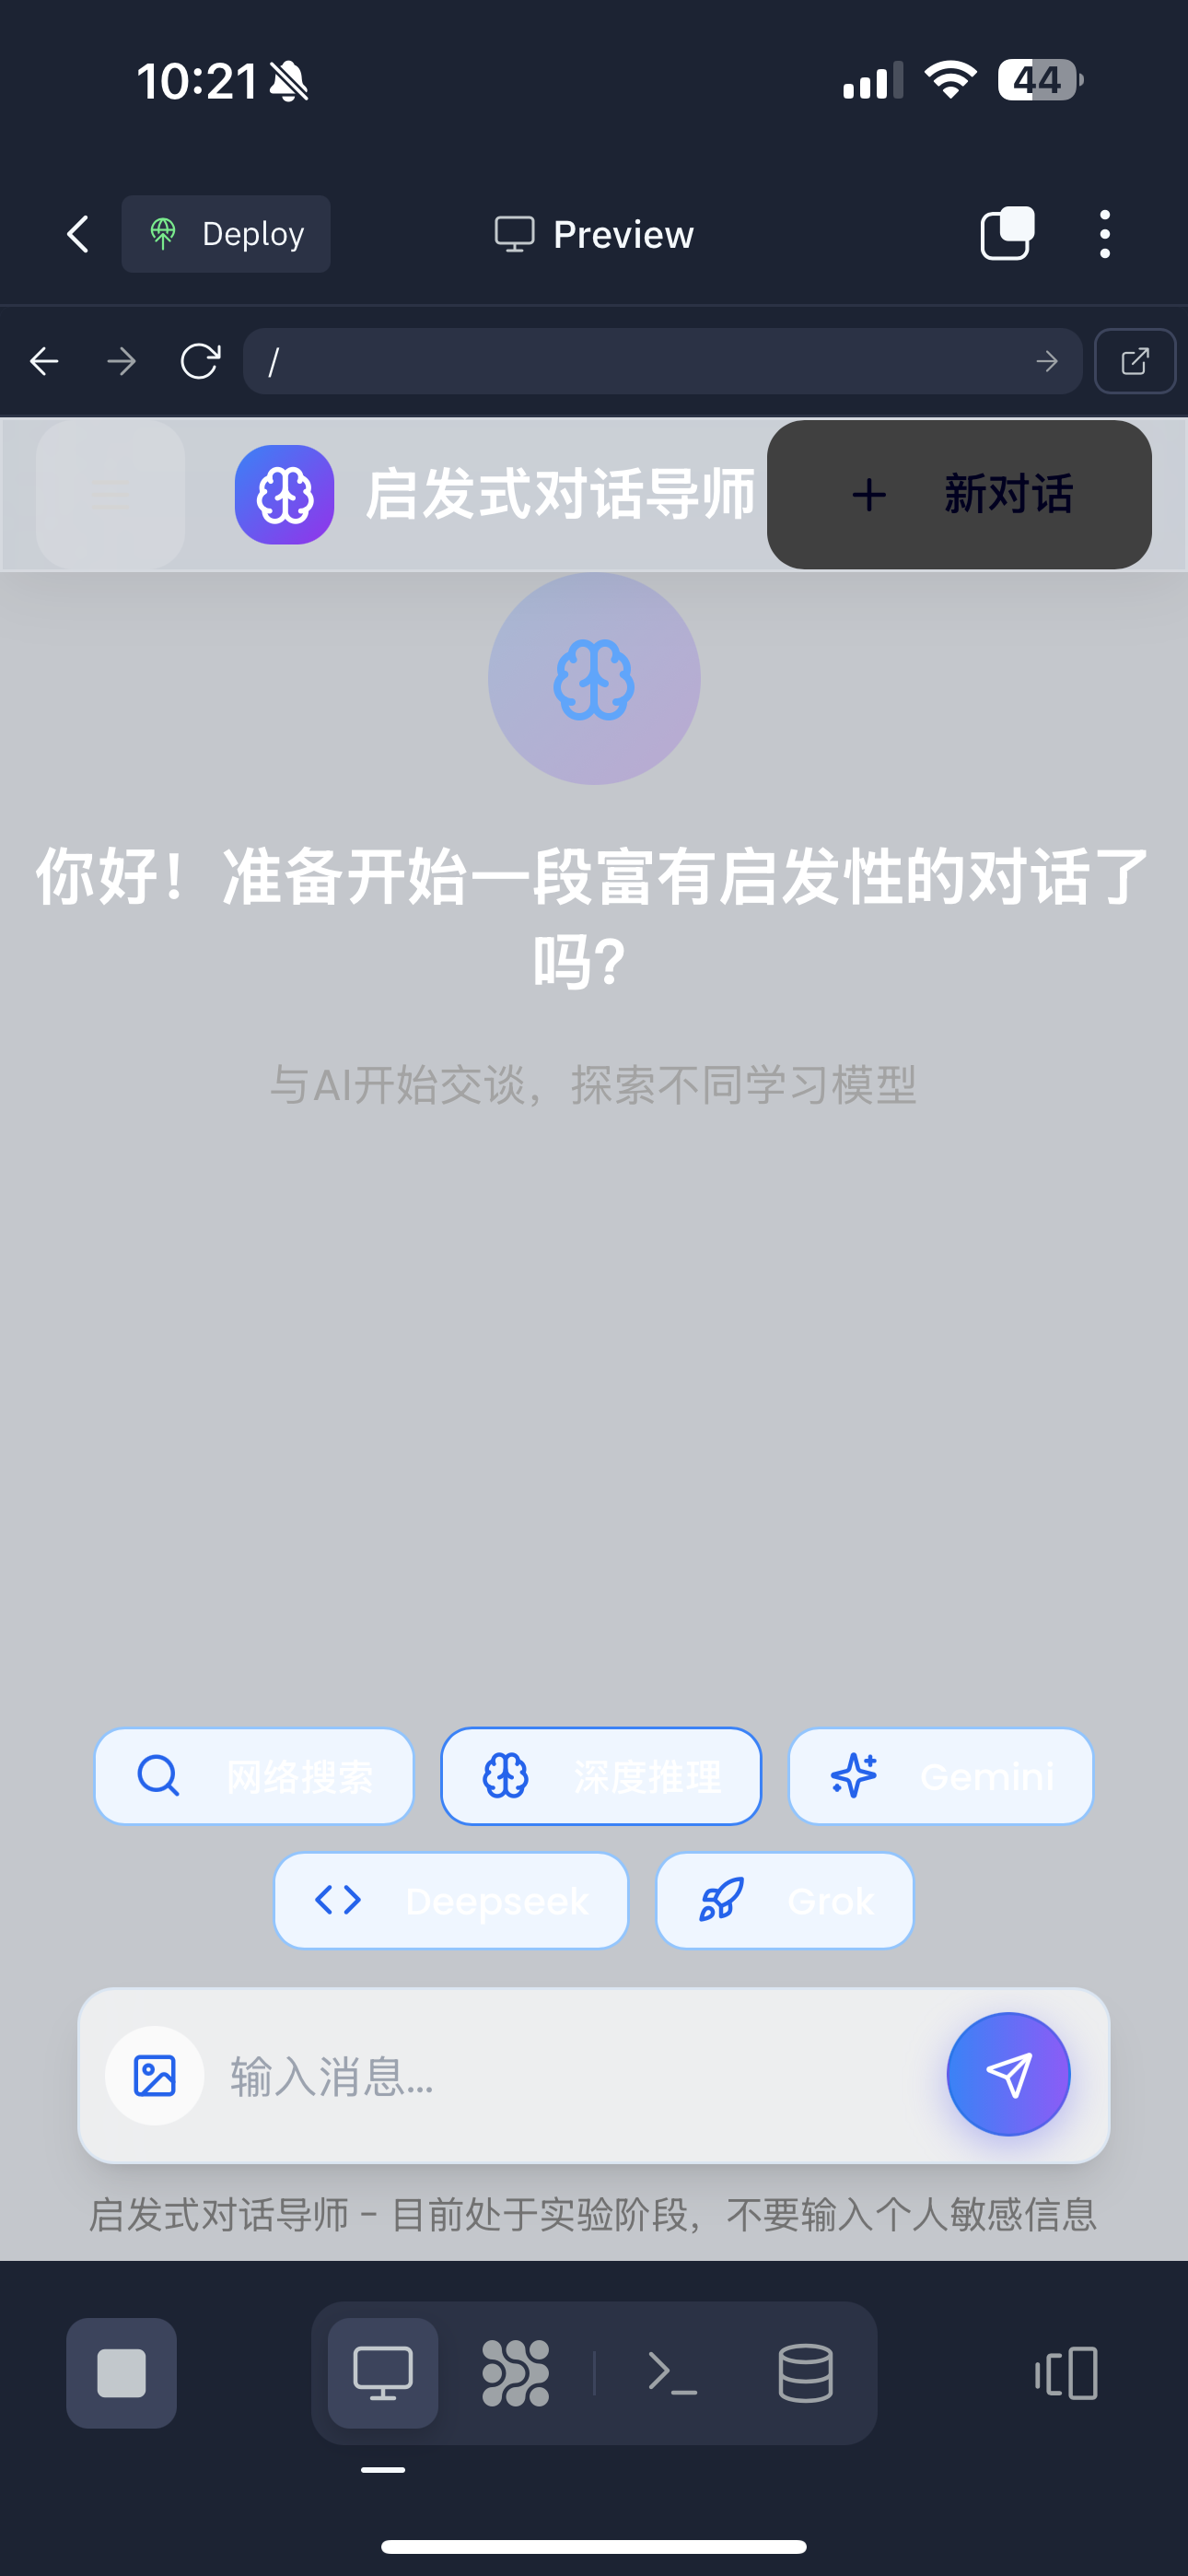 10:21
44
Deploy
Preview
/
启发式对话导师
新对话
你好！准备开始一段富有启发性的对话了
吗?
与AI开始交谈，探索不同学习模型
网络搜索
深度推理
Gemini
Deepseek
Grok
输入消息...
启发式对话导师 - 目前处于实验阶段，不要输入个人敏感信息